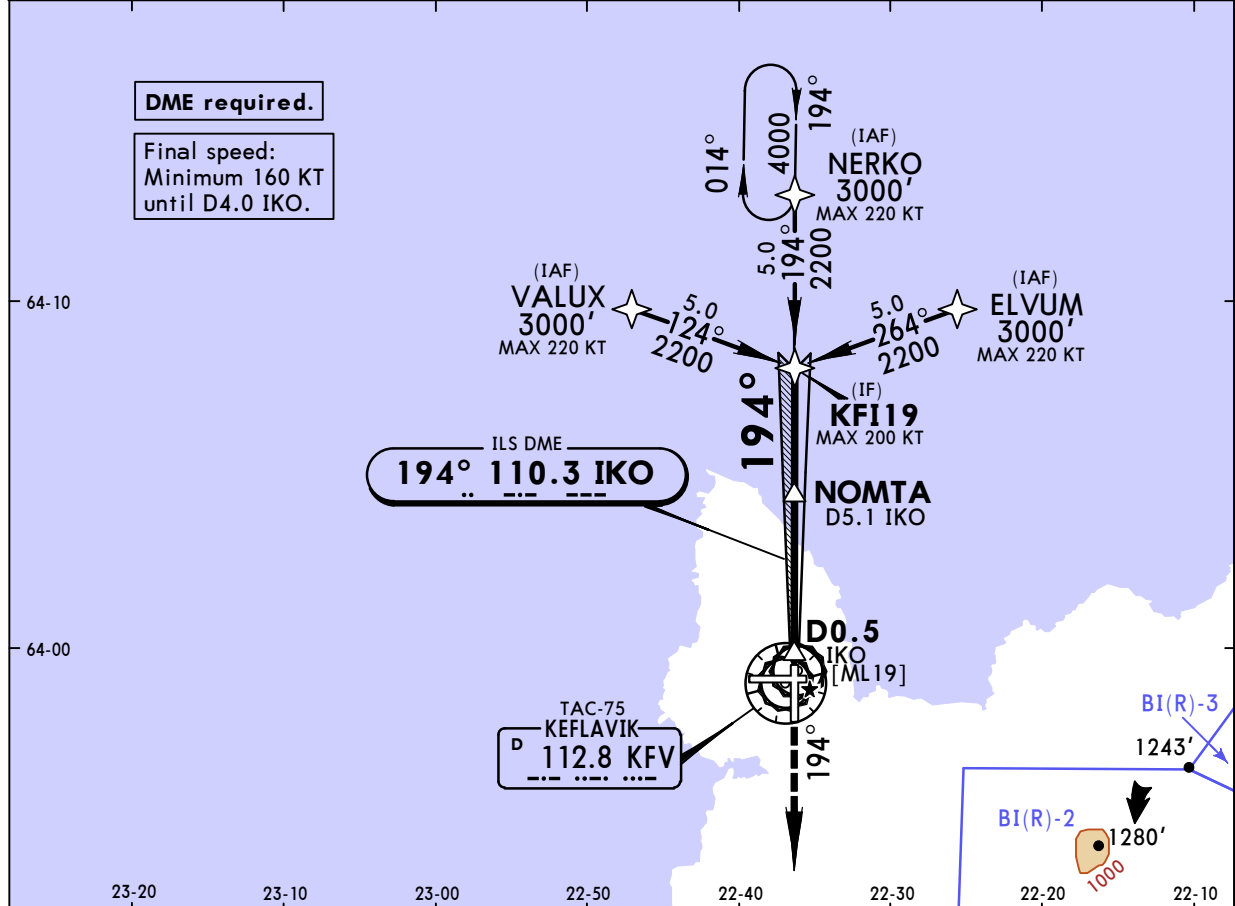 DME required.
Final speed:
Minimum 160 KT
until D4.0 IKO.
194°
4000
014°
(IAF)
NERKO
3000'
MAX 220 KT
5.0
194°
2200
(IAF)
VALUX
3000'
MAX 220 KT
5.0
124°
2200
(IAF)
ELVUM
3000'
MAX 220 KT
5.0
264°
2200
64-10
(IF)
KFI19
MAX 200 KT
194°
ILS DME
194° 110.3 IKO
NOMTA
D5.1 IKO
64-00
D0.5
IKO
[ML19]
TAC-75
KEFLAVIK
D 112.8 KFV
194°
BI(R)-3
1243'
BI(R)-2
1280'
1000
23-20 23-10 23-00 22-50 22-40 22-30 22-20 22-10